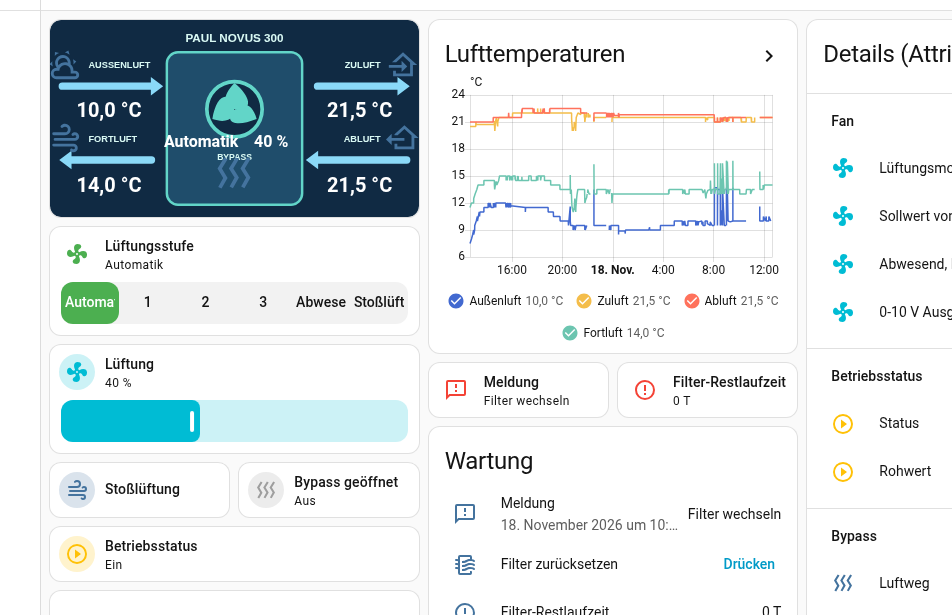 PAUL NOVUS 300
AUSSENLUFT
ZULUFT
10,0 °C
21,5 °C
FORTLUFT
ABLUFT
Automatik 40 %
BYPASS
14,0 °C
21,5 °C
Lüftungsstufe
Automatik
Automa 1 2 3 Abwese Stoßlüft
Lüftung
40 %
Stoßlüftung
Bypass geöffnet
Aus
Betriebsstatus
Ein
Lufttemperaturen
°C
24
21
18
15
12
9
6
16:00 20:00 18. Nov. 4:00 8:00 12:00
Außenluft 10,0 °C Zuluft 21,5 °C Abluft 21,5 °C
Fortluft 14,0 °C
Meldung
Filter wechseln
Filter-Restlaufzeit
0 T
Wartung
Meldung
18. November 2026 um 10:...
Filter wechseln
Filter zurücksetzen Drücken
Filter-Restlaufzeit 0 T
Details (Attri
Fan
Lüftungsmo
Sollwert vor
Abwesend,
0-10 V Ausg
Betriebsstatus
Status
Rohwert
Bypass
Luftweg